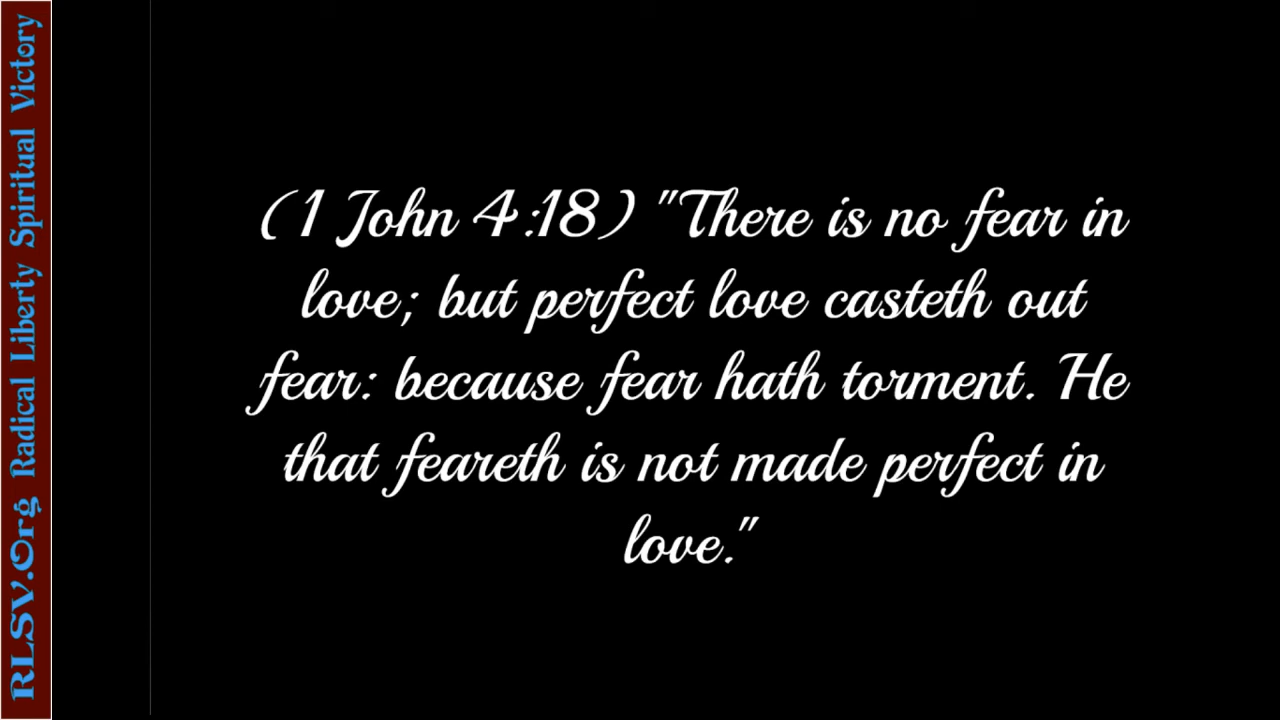 RLSV.Org Radical Liberty Spiritual Victory
(1 John 4:18) "There is no fear in
love; but perfect love casteth out
fear: because fear hath torment. He
that feareth is not made perfect in
love."